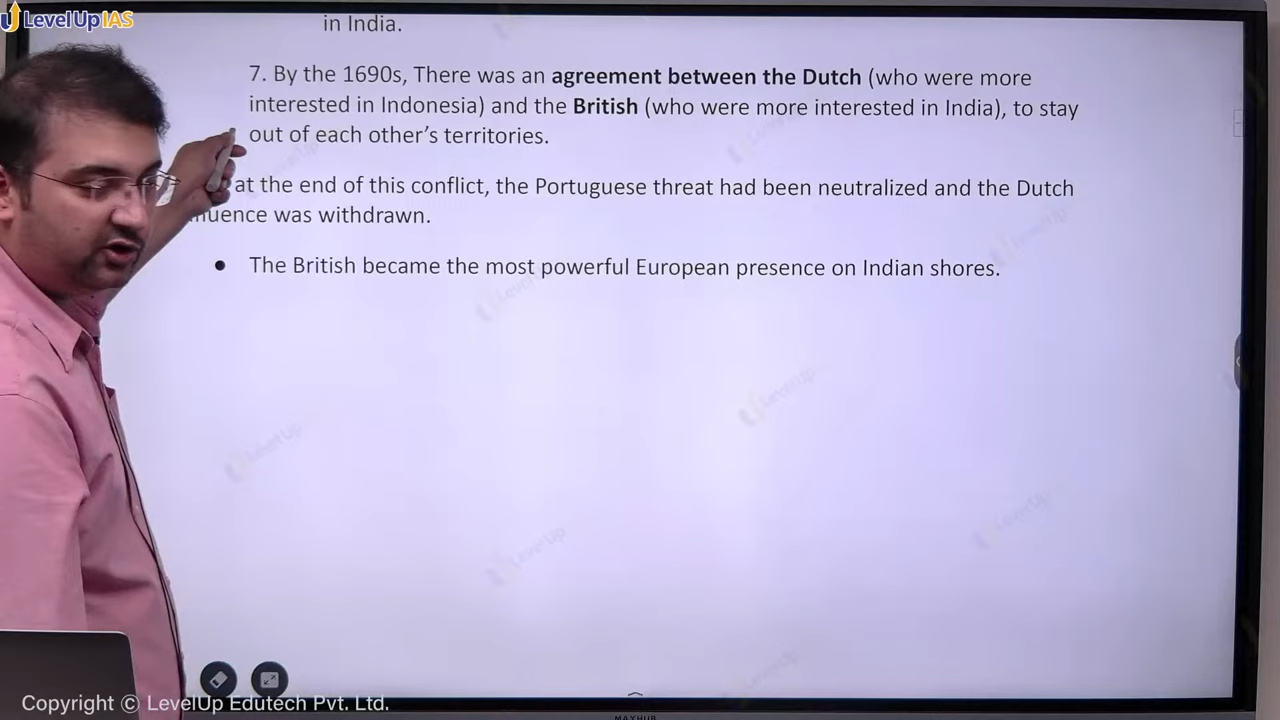 LevelUp IAS
in India.
7. By the 1690s, There was an agreement between the Dutch (who were more
interested in Indonesia) and the British (who were more interested in India), to stay
out of each other's territories.
at the end of this conflict, the Portuguese threat had been neutralized and the Dutch
was withdrawn.
● The British became the most powerful European presence on Indian shores.
Copyright © LevelUp Edutech Pvt. Ltd.
MAXHUB